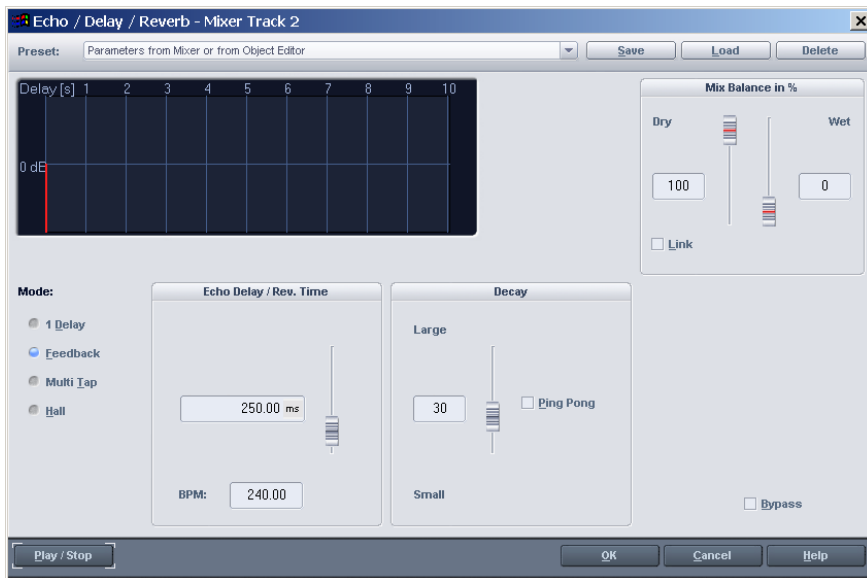 Echo / Delay / Reverb - Mixer Track 2
Preset: Parameters from Mixer or from Object Editor Save Load Delete
Delay [s] 1 2 3 4 5 6 7 8 9 10
0 dB
Mix Balance in %
Dry Wet
100 0
Link
Mode:
1 Delay
Feedback
Multi Tap
Hall
Echo Delay / Rev. Time
250.00 ms
BPM: 240.00
Decay
Large
30 Ping Pong
Small
Bypass
Play / Stop OK Cancel Help